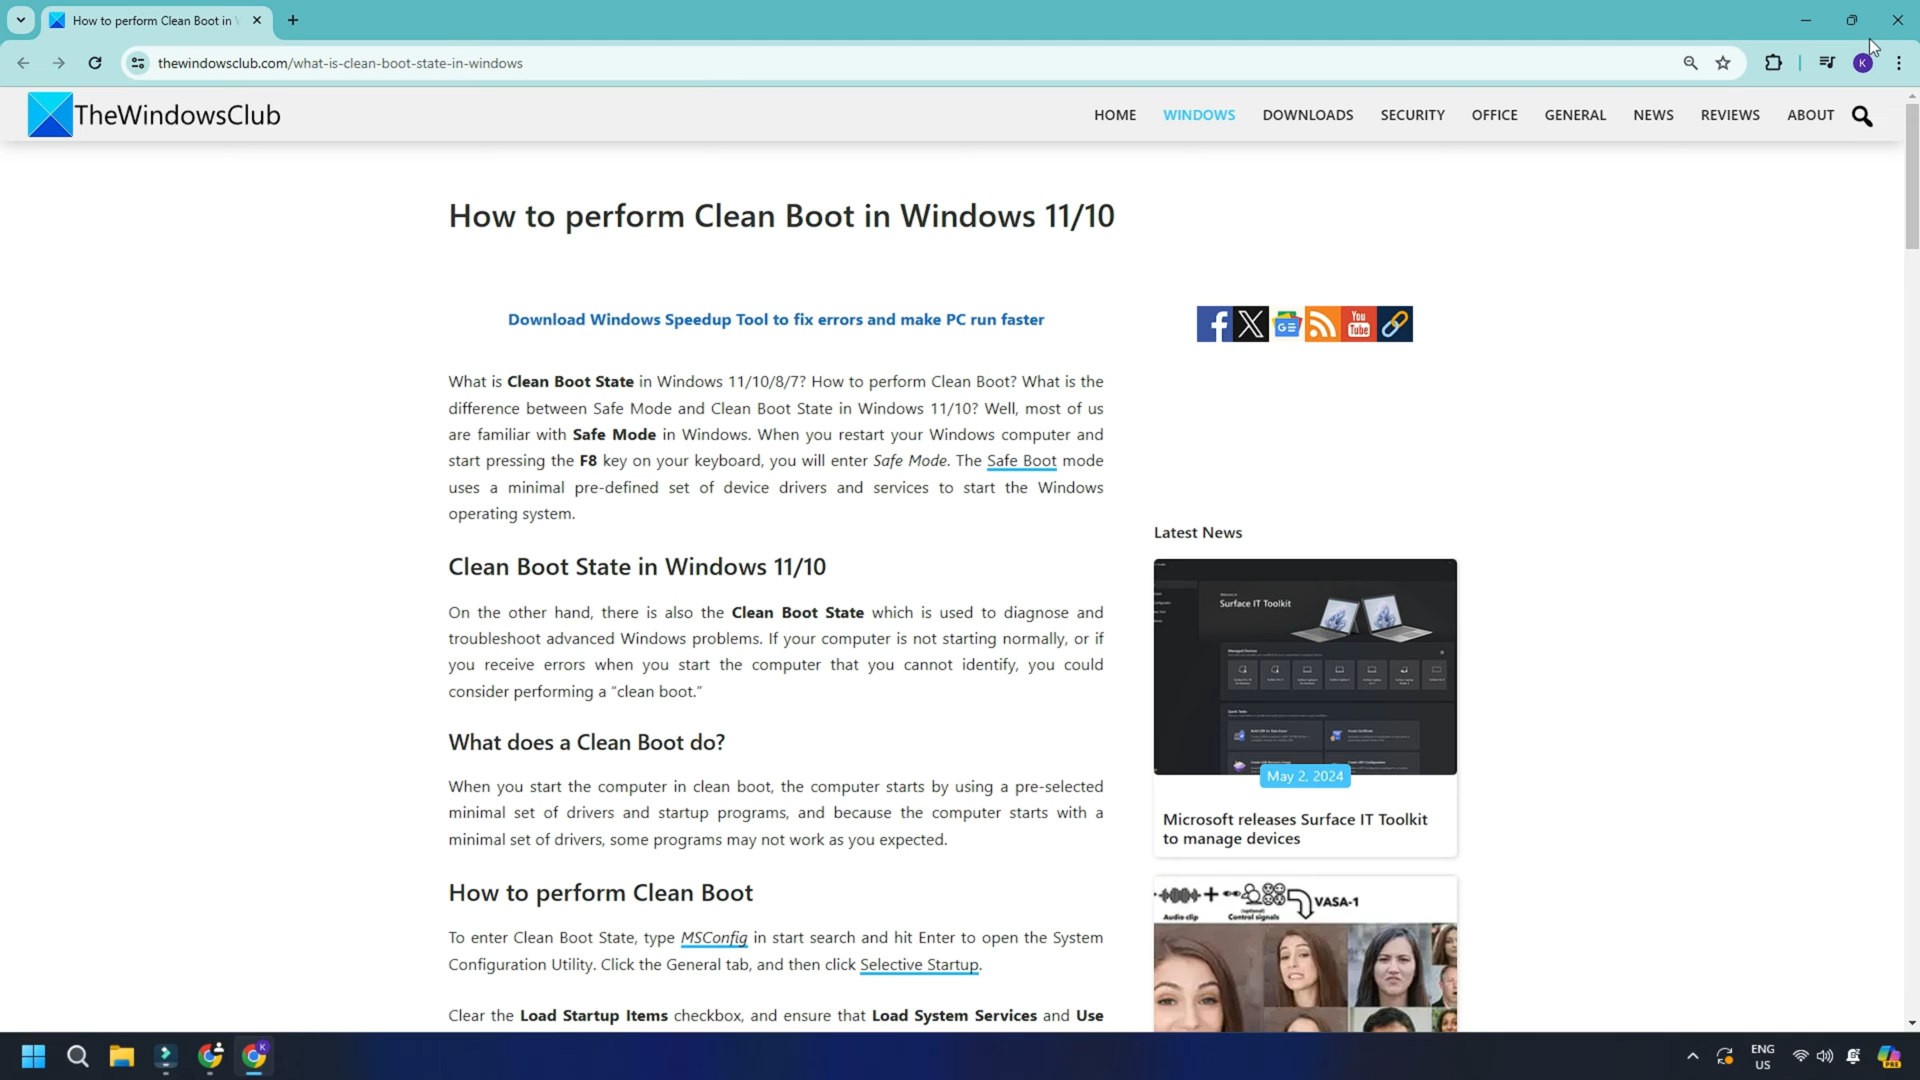 How to perform Clean Boot in W
thewindowsclub.com/what-is-clean-boot-state-in-windows
K
TheWindowsClub
HOME WINDOWS DOWNLOADS SECURITY OFFICE GENERAL NEWS REVIEWS ABOUT
How to perform Clean Boot in Windows 11/10
Download Windows Speedup Tool to fix errors and make PC run faster
You
Tube
What is Clean Boot State in Windows 11/10/8/7? How to perform Clean Boot? What is the
difference between Safe Mode and Clean Boot State in Windows 11/10? Well, most of us
are familiar with Safe Mode in Windows. When you restart your Windows computer and
start pressing the F8 key on your keyboard, you will enter Safe Mode. The Safe Boot mode
uses a minimal pre-defined set of device drivers and services to start the Windows
operating system.
Clean Boot State in Windows 11/10
On the other hand, there is also the Clean Boot State which is used to diagnose and
troubleshoot advanced Windows problems. If your computer is not starting normally, or if
you receive errors when you start the computer that you cannot identify, you could
consider performing a “clean boot.”
What does a Clean Boot do?
When you start the computer in clean boot, the computer starts by using a pre-selected
minimal set of drivers and startup programs, and because the computer starts with a
minimal set of drivers, some programs may not work as you expected.
How to perform Clean Boot
To enter Clean Boot State, type MSConfig in start search and hit Enter to open the System
Configuration Utility. Click the General tab, and then click Selective Startup.
Clear the Load Startup Items checkbox, and ensure that Load System Services and Use
Latest News
Surface IT Toolkit
May 2, 2024
Microsoft releases Surface IT Toolkit
to manage devices
VASA-1
Audio clip
Control signals
K
ENG
US
PRE